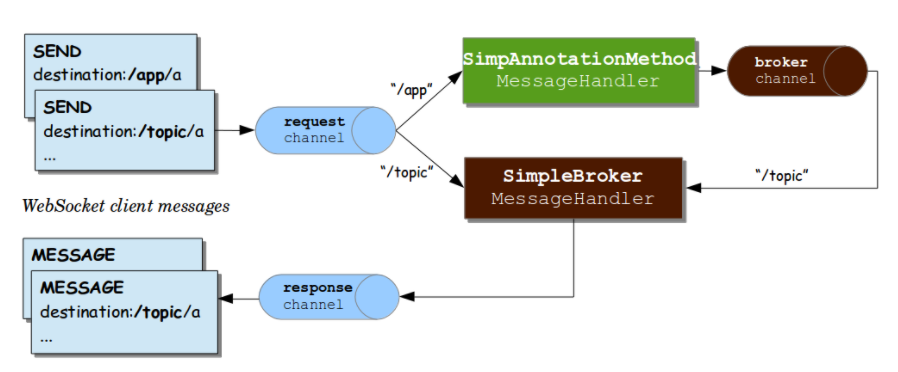 SEND
destination:/app/a
SEND
destination:/topic/a
...
WebSocket client messages
request
channel
"/app"
"/topic"
SimpAnnotationMethod
MessageHandler
broker
channel
"/topic"
SimpleBroker
MessageHandler
MESSAGE
MESSAGE
destination:/topic/a
...
response
channel